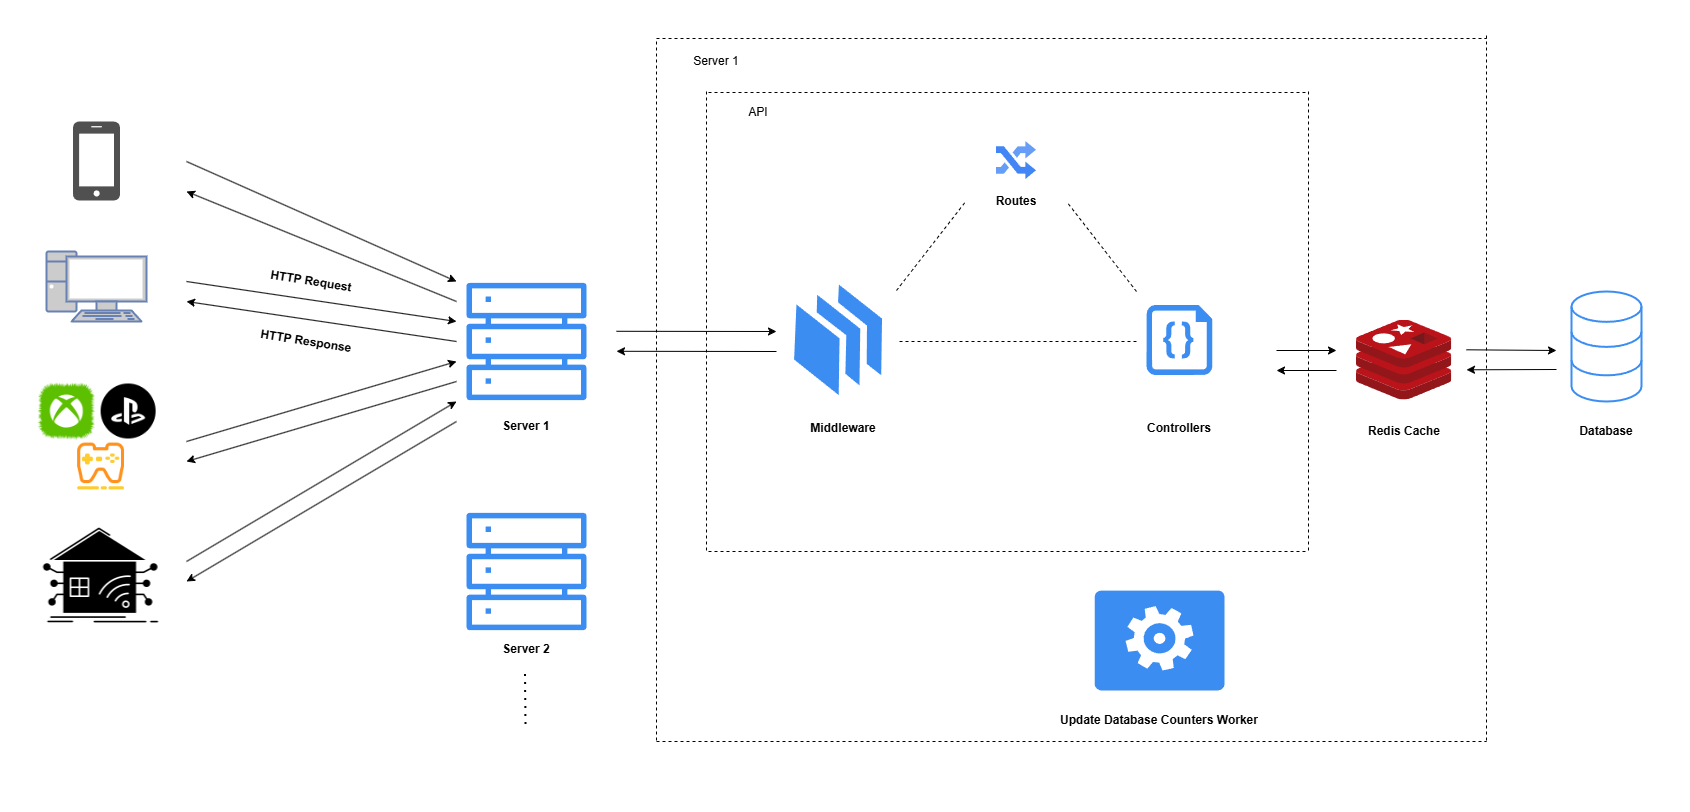 Server 1
API
Routes
HTTP Request
HTTP Response
Server 1
Middleware
Controllers
Redis Cache
Database
Server 2
Update Database Counters Worker